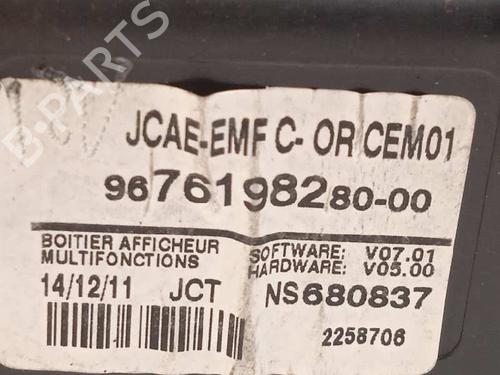 B-PARTS
JCAE-EMF C- OR CEM01
9676198280-00
BOITIER AFFICHEUR
MULTIFONCTIONS
SOFTWARE: V07.01
HARDWARE: V05.00
14/12/11 JCT NS680837
2258706